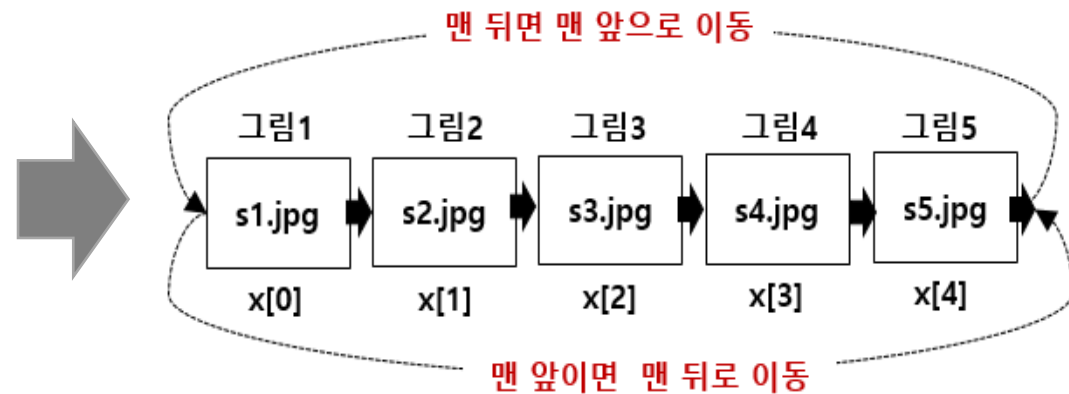 맨 뒤면 맨 앞으로 이동
그림1 그림2 그림3 그림4 그림5
s1.jpg s2.jpg s3.jpg s4.jpg s5.jpg
x[0] x[1] x[2] x[3] x[4]
맨 앞이면 맨 뒤로 이동